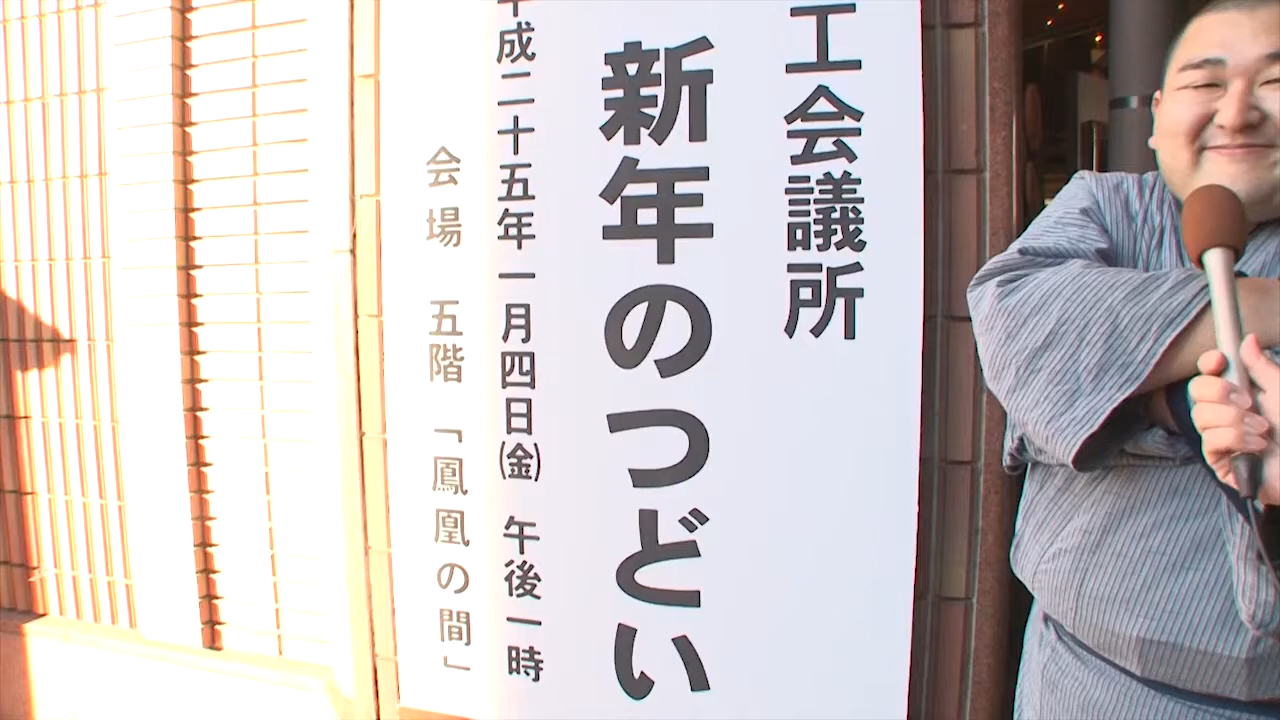 工会議所
新年のつどい
平成二十五年一月四日㈮ 午後一時
会場 五階「鳳凰の間」